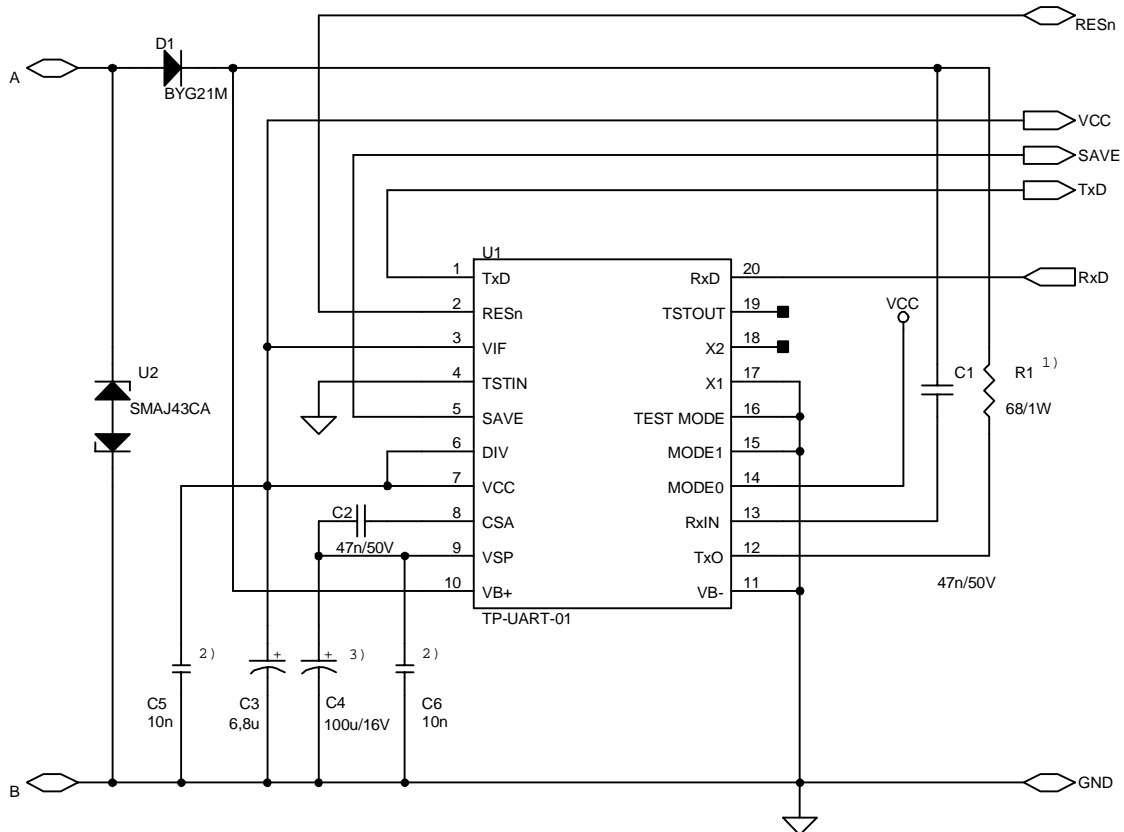 RESn
D1
A
BYG21M
VCC
SAVE
TxD
U1
1 TxD RxD 20
RxD
2 RESn TSTOUT 19
VCC
3 VIF X2 18
4 TSTIN X1 17
U2
C1
R1 1)
SMAJ43CA
68/1W
5 SAVE TEST MODE 16
6 DIV MODE1 15
7 VCC MODE0 14
C2
8 CSA RxIN 13
47n/50V
9 VSP TxO 12
10 VB+ VB- 11
47n/50V
TP-UART-01
2)
+
+ 3)
2)
C5
10n
C3
6,8u
C4
100u/16V
C6
10n
B
GND